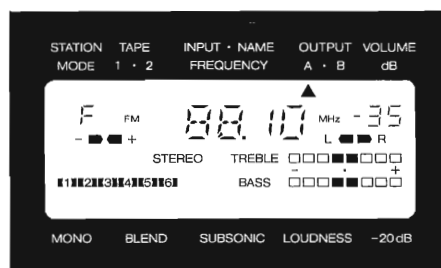 STATION TAPE INPUT · NAME OUTPUT VOLUME
MODE 1 · 2 FREQUENCY A · B dB
F FM 88.10 MHz -35
- + L R
STEREO TREBLE
- · +
1 2 3 4 5 6 BASS
MONO BLEND SUBSONIC LOUDNESS -20dB